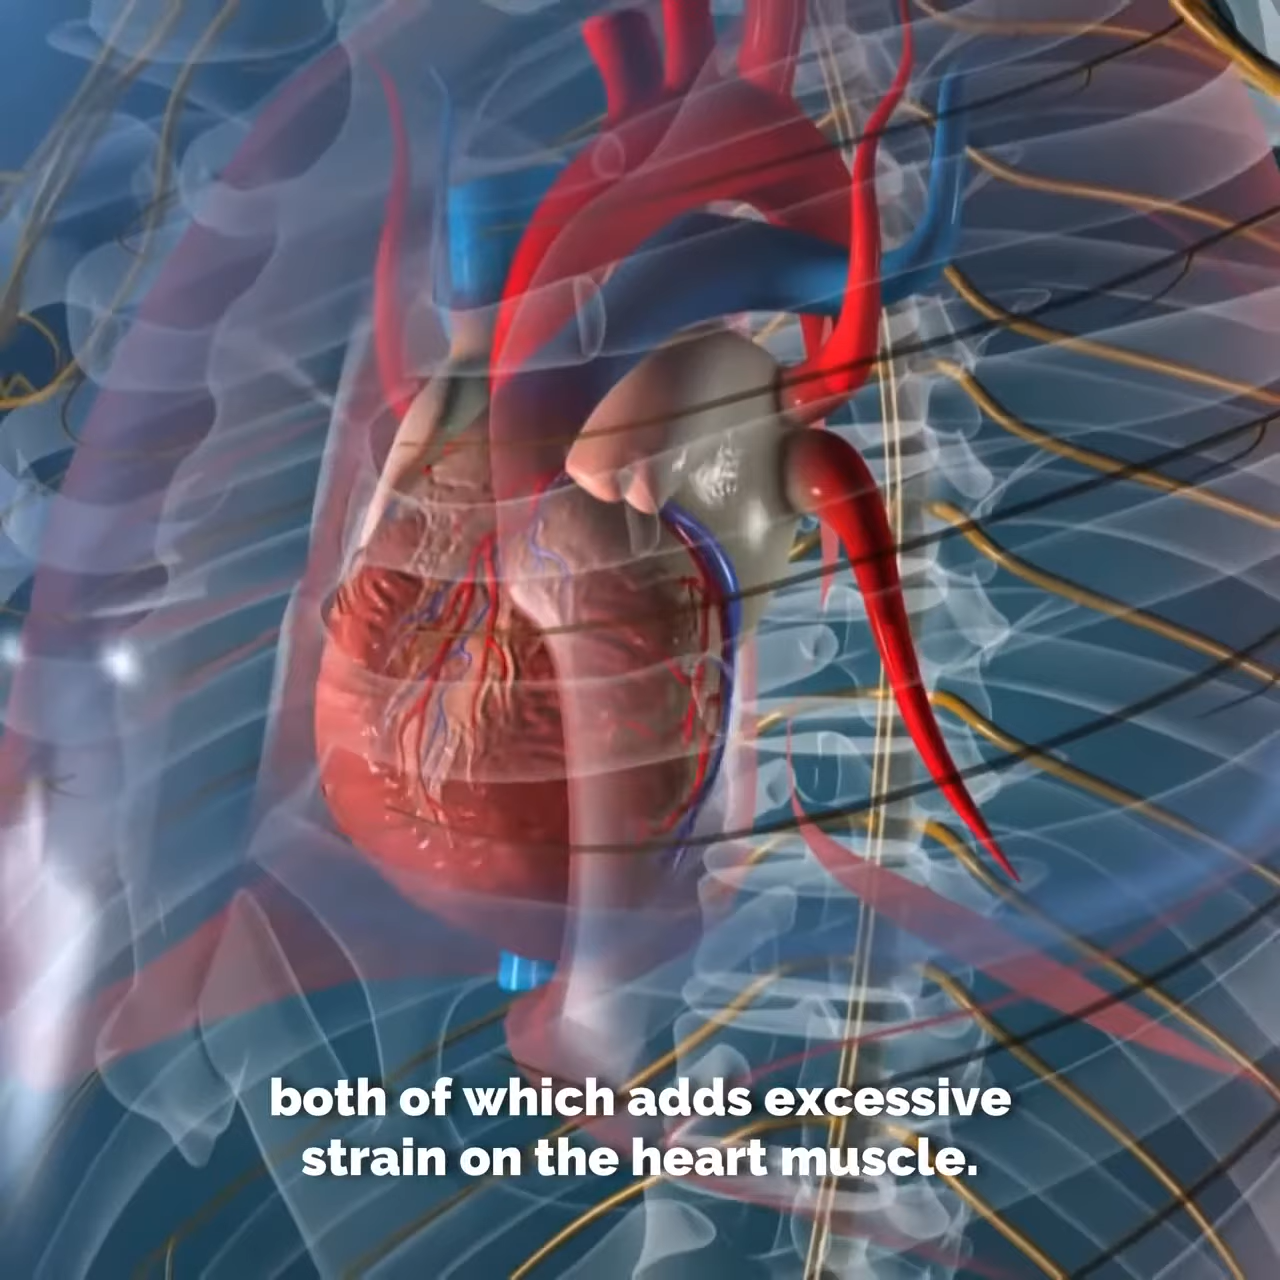 both of which adds excessive
strain on the heart muscle.